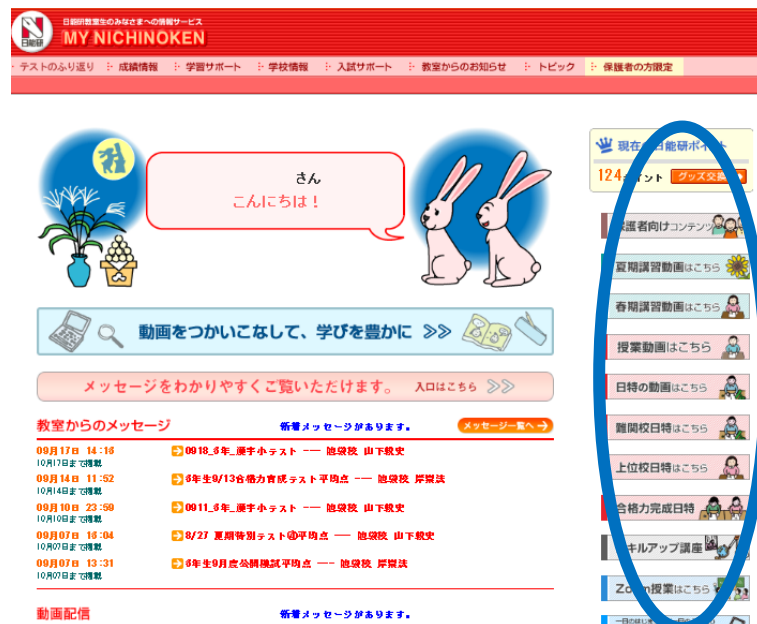 日能研教室生のみなさまへの情報サービス
日能研
MY NICHINOKEN
テストのふり返り 成績情報 学習サポート 学校情報 入試サポート 教室からのお知らせ トピック 保護者の方限定
さん
こんにちは！
現在の日能研ポイント
124ポイント グッズ交換
保護者向けコンテンツ
夏期講習動画はこちら
春期講習動画はこちら
授業動画はこちら
日特の動画はこちら
難関校日特はこちら
上位校日特はこちら
合格力完成日特
スキルアップ講座
Zoom授業はこちら
動画をつかいこなして、学びを豊かに >>
メッセージをわかりやすくご覧いただけます。 入口はこちら >>
教室からのメッセージ 新着メッセージがあります。 メッセージ一覧へ→
09月17日 14:16 0918_6年_漢字小テスト −−− 池袋校 山下毅史
10月17日まで掲載
09月14日 11:52 6年生9/13合格力育成テスト平均点 −−− 池袋校
10月14日まで掲載
09月10日 23:59 0911_6年_漢字小テスト −−− 池袋校 山下毅史
10月10日まで掲載
09月07日 16:04 8/27 夏期特別テスト④平均点 −−− 池袋校 山下毅史
10月07日まで掲載
09月07日 13:31 6年生9月度公開模試平均点 −−− 池袋校
10月07日まで掲載
動画配信 新着メッセージがあります。